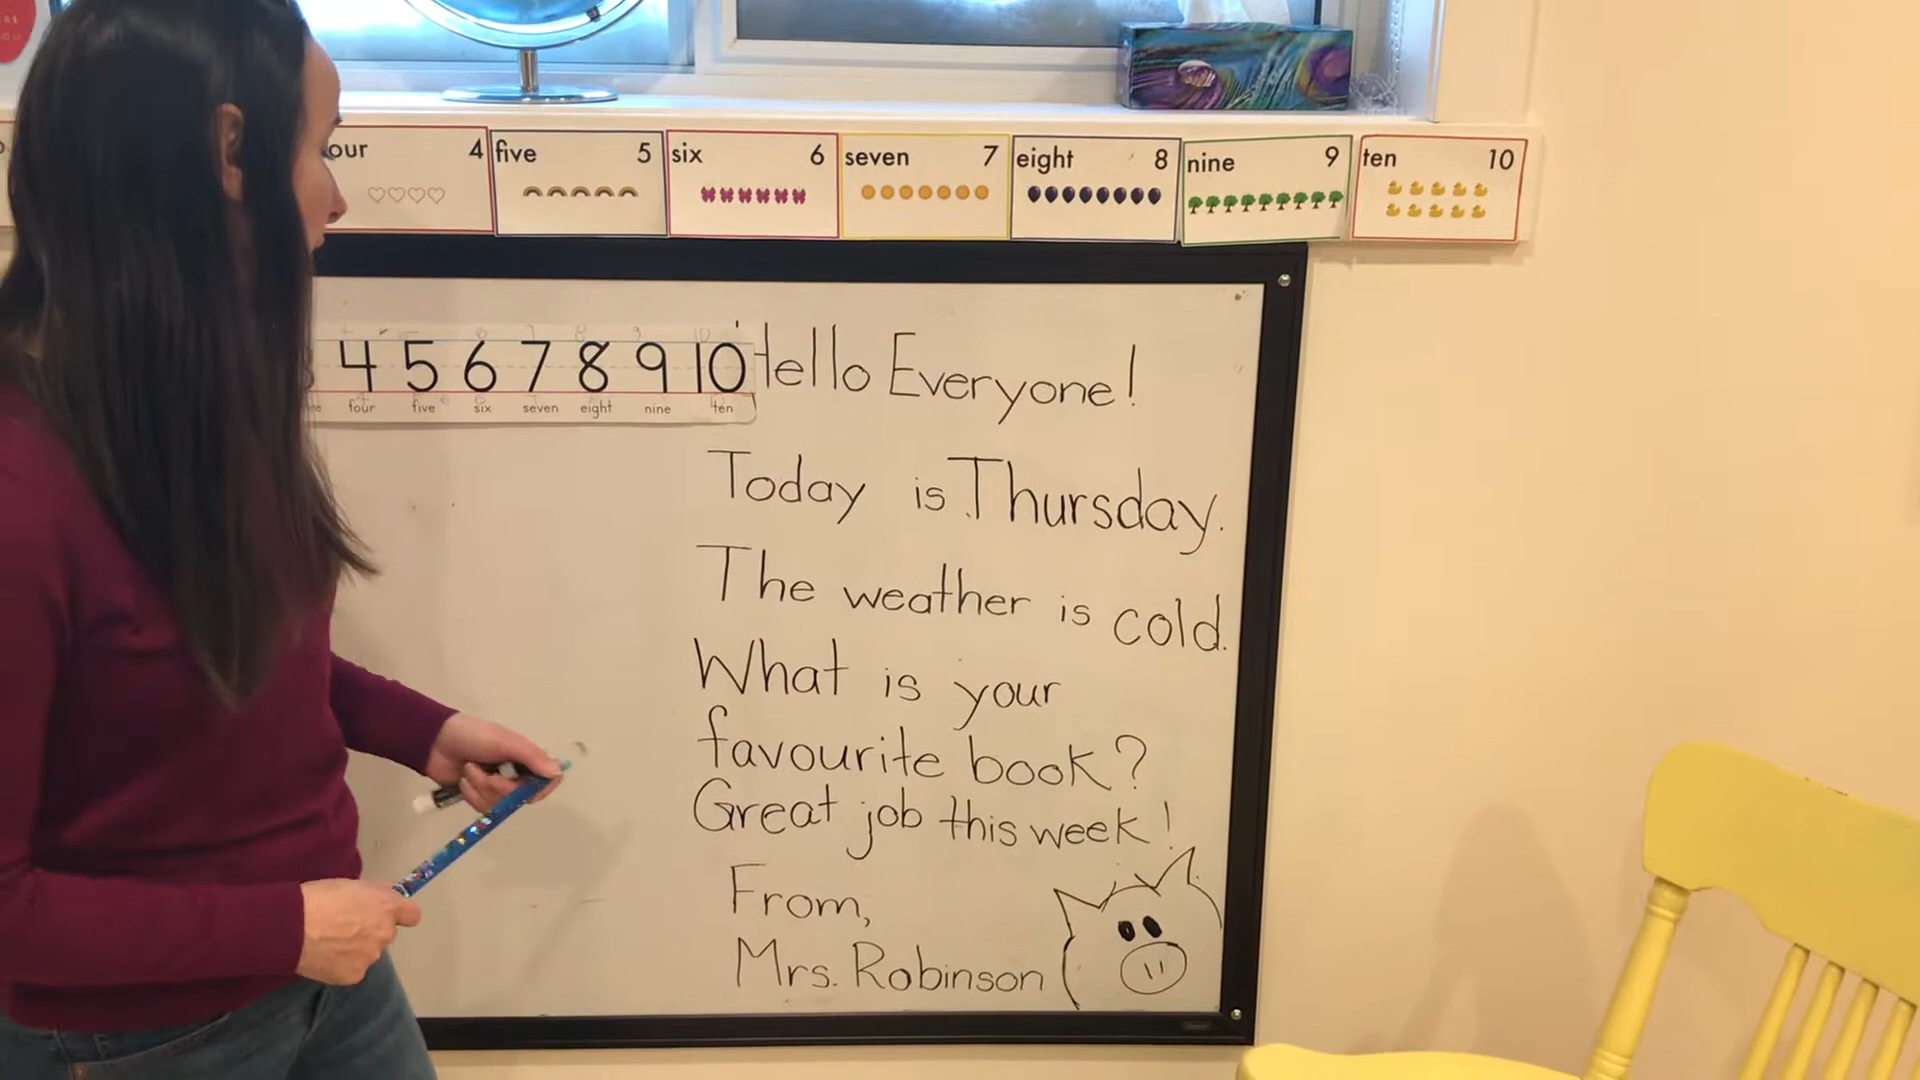 our 4 five 5 six 6 seven 7 eight 8 nine 9 ten 10
4 5 6 7 8 9 10
four five six seven eight nine ten
Hello Everyone!
Today is Thursday.
The weather is cold.
What is your
favourite book?
Great job this week!
From,
Mrs. Robinson